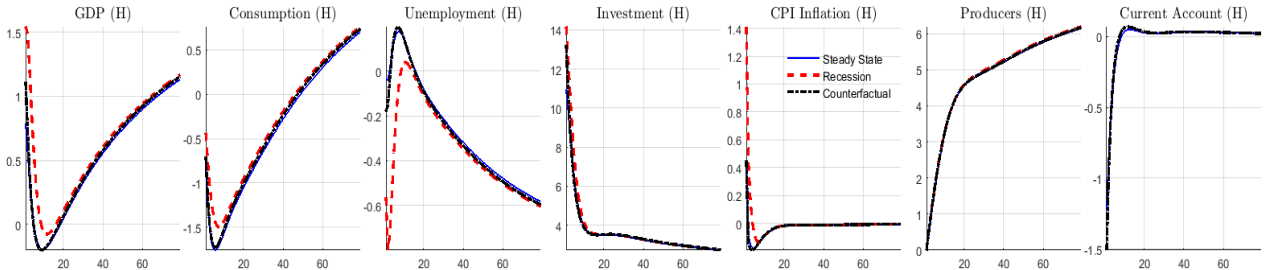 GDP (H)
1.5
1
0.5
0
20 40 60
Consumption (H)
0.5
0
-0.5
-1
-1.5
20 40 60
Unemployment (H)
0
-0.2
-0.4
-0.6
20 40 60
Investment (H)
14
12
10
8
6
4
20 40 60
CPI Inflation (H)
1.4
1.2
1
0.8
0.6
0.4
0.2
0
20 40 60
Steady State
Recession
Counterfactual
Producers (H)
6
5
4
3
2
1
0
20 40 60
Current Account (H)
0
-0.5
-1
-1.5
20 40 60